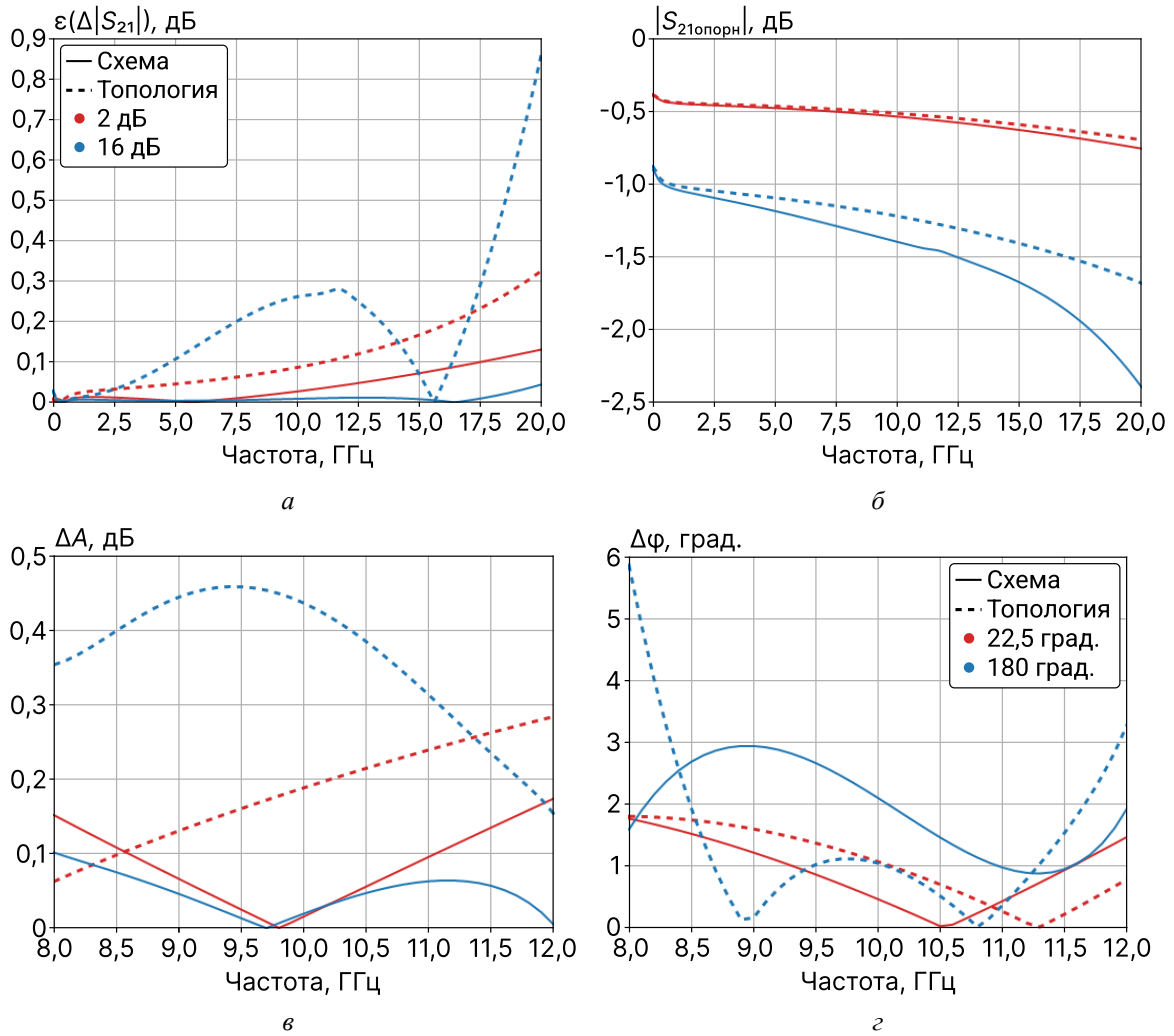 ε(Δ|S₂₁|), дБ
0,9
0,8
0,7
0,6
0,5
0,4
0,3
0,2
0,1
0
Схема
Топология
2 дБ
16 дБ
0 2,5 5,0 7,5 10,0 12,5 15,0 17,5 20,0
Частота, ГГц
а
|S₂₁опорн|, дБ
0
-0,5
-1,0
-1,5
-2,0
-2,5
0 2,5 5,0 7,5 10,0 12,5 15,0 17,5 20,0
Частота, ГГц
б
ΔA, дБ
0,5
0,4
0,3
0,2
0,1
0
8,0 8,5 9,0 9,5 10,0 10,5 11,0 11,5 12,0
Частота, ГГц
в
Δφ, град.
6
5
4
3
2
1
0
Схема
Топология
22,5 град.
180 град.
8,0 8,5 9,0 9,5 10,0 10,5 11,0 11,5 12,0
Частота, ГГц
г